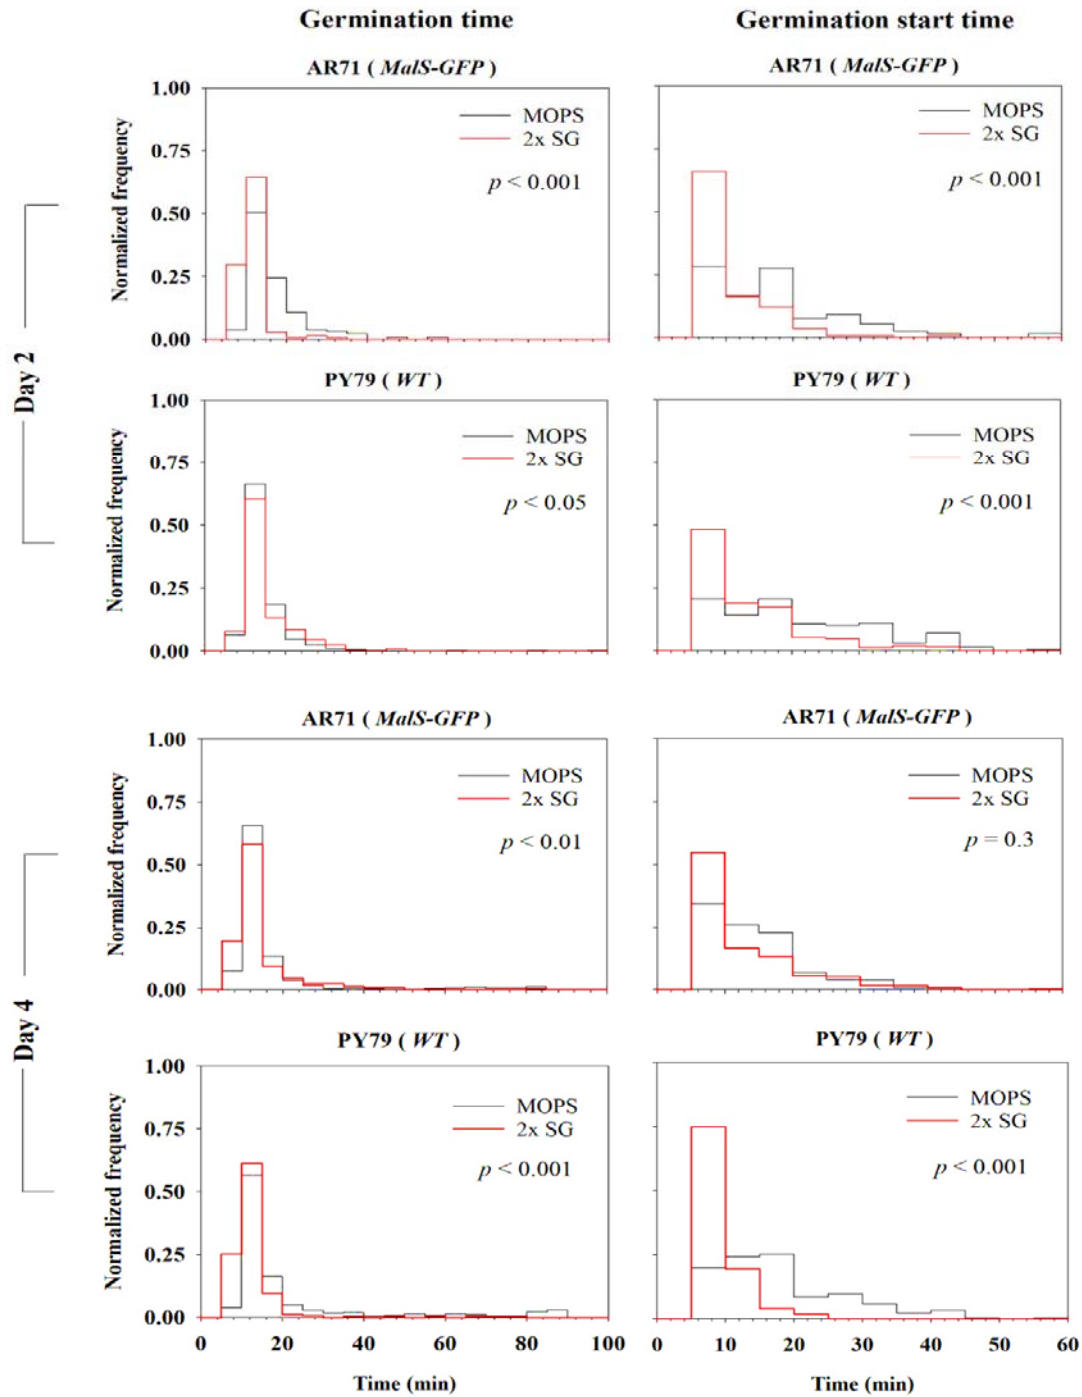 Germination time
Germination start time
Day 2
AR71 ( MalS-GFP )
Normalized frequency
1.00
0.75
0.50
0.25
0.00
MOPS
2x SG
p < 0.001
AR71 ( MalS-GFP )
MOPS
2x SG
p < 0.001
PY79 ( WT )
Normalized frequency
1.00
0.75
0.50
0.25
0.00
MOPS
2x SG
p < 0.05
PY79 ( WT )
MOPS
2x SG
p < 0.001
Day 4
AR71 ( MalS-GFP )
Normalized frequency
1.00
0.75
0.50
0.25
0.00
MOPS
2x SG
p < 0.01
AR71 ( MalS-GFP )
MOPS
2x SG
p = 0.3
PY79 ( WT )
Normalized frequency
1.00
0.75
0.50
0.25
0.00
MOPS
2x SG
p < 0.001
0 20 40 60 80 100
Time (min)
PY79 ( WT )
MOPS
2x SG
p < 0.001
0 10 20 30 40 50 60
Time (min)